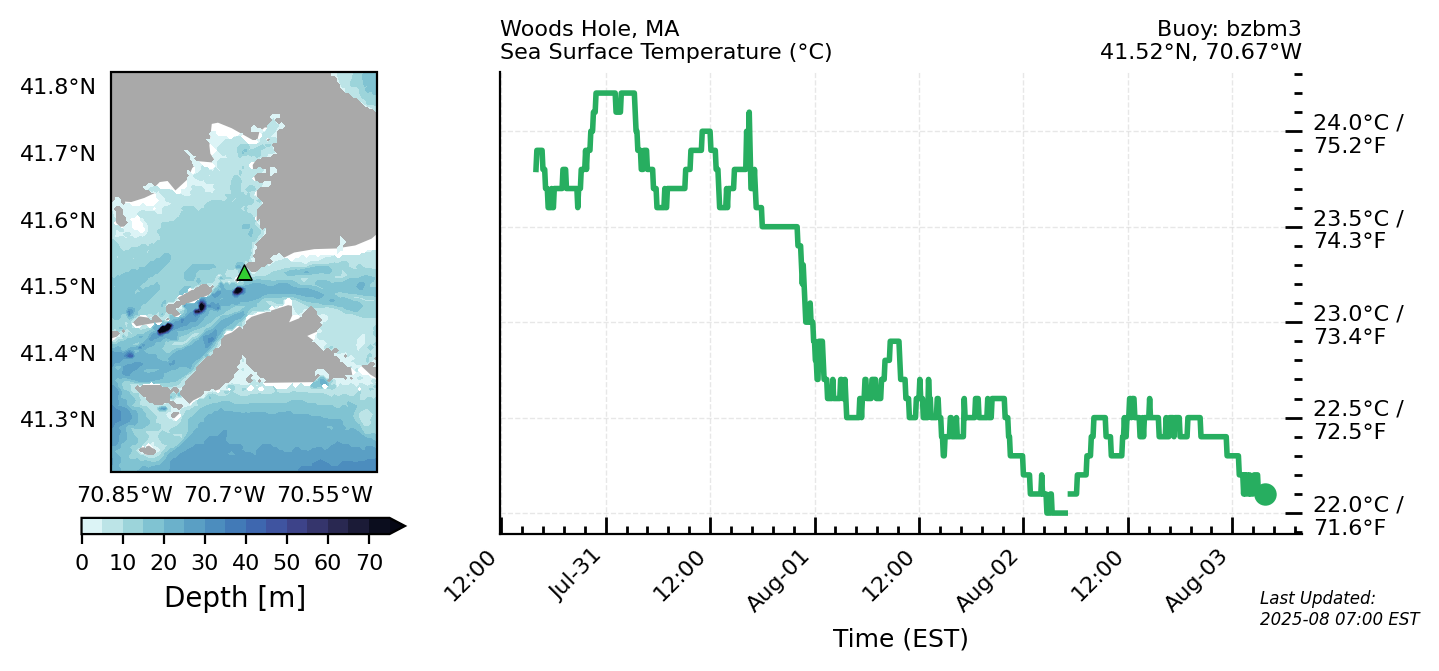 Woods Hole, MA
Sea Surface Temperature (°C)
Buoy: bzbm3
41.52°N, 70.67°W
41.8°N
41.7°N
41.6°N
41.5°N
41.4°N
41.3°N
70.85°W 70.7°W 70.55°W
0 10 20 30 40 50 60 70
Depth [m]
24.0°C /
75.2°F
23.5°C /
74.3°F
23.0°C /
73.4°F
22.5°C /
72.5°F
22.0°C /
71.6°F
12:00 Jul-31 12:00 Aug-01 12:00 Aug-02 12:00 Aug-03
Time (EST)
Last Updated:
2025-08 07:00 EST